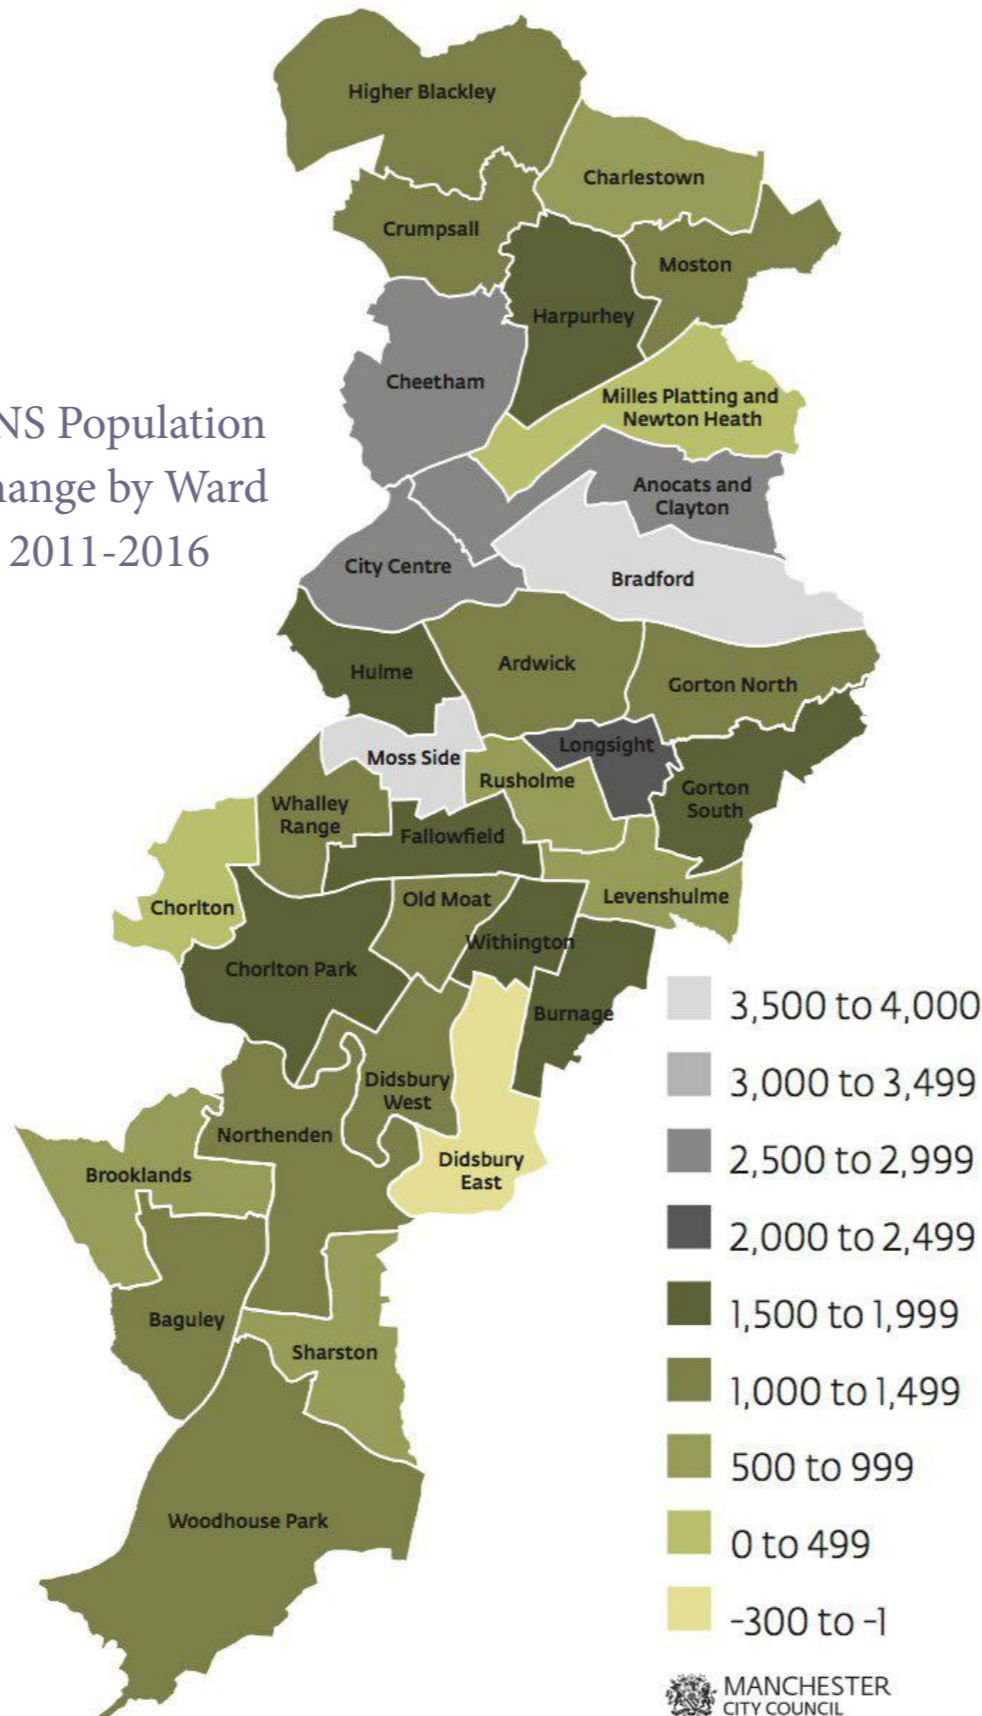 Higher Blackley
Charlestown
Crumpsall
Moston
Harpurhey
Cheetham
Milles Platting and
Newton Heath
NS Population
hange by Ward
2011-2016
Anocats and
Clayton
City Centre
Bradford
Hulme
Ardwick
Gorton North
Moss Side
Longsight
Rusholme
Gorton
South
Whalley
Range
Fallowfield
Chorlton
Old Moat
Levenshulme
Withington
Chorlton Park
Burnage
Didsbury
West
Northenden
Didsbury
East
Brooklands
Baguley
Sharston
Woodhouse Park
3,500 to 4,000
3,000 to 3,499
2,500 to 2,999
2,000 to 2,499
1,500 to 1,999
1,000 to 1,499
500 to 999
0 to 499
-300 to -1
MANCHESTER
CITY COUNCIL